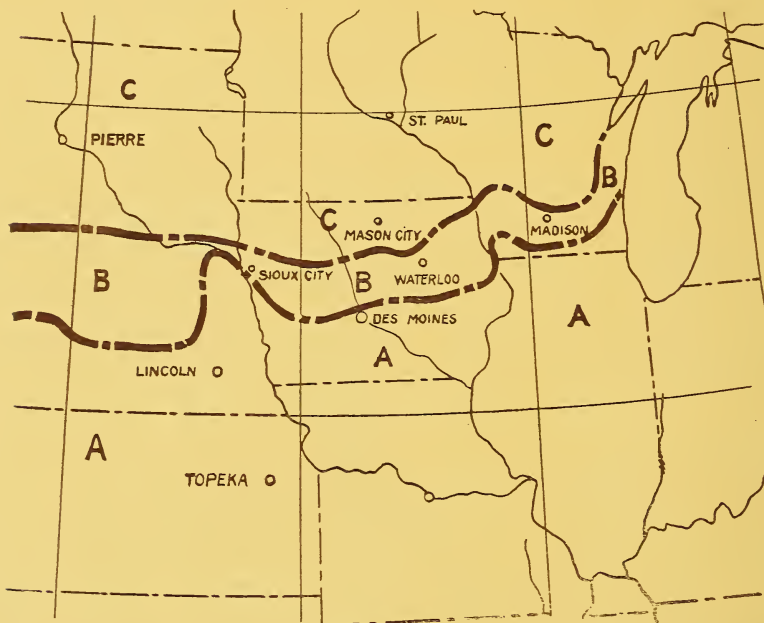 C
ST. PAUL
PIERRE
C
B
C
MASON CITY
MADISON
B
SIOUX CITY
B
WATERLOO
A
DES MOINES
A
LINCOLN
A
TOPEKA